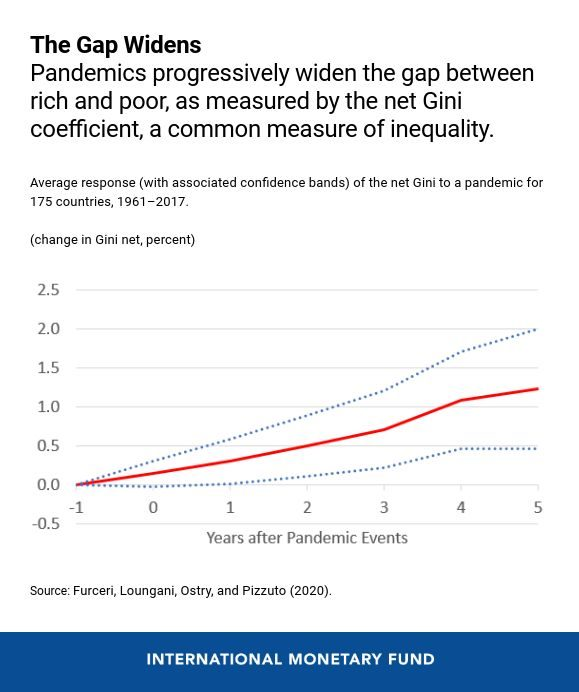 The Gap Widens
Pandemics progressively widen the gap between
rich and poor, as measured by the net Gini
coefficient, a common measure of inequality.
Average response (with associated confidence bands) of the net Gini to a pandemic for
175 countries, 1961–2017.
(change in Gini net, percent)
2.5
2.0
1.5
1.0
0.5
0.0
-1 0 1 2 3 4 5
-0.5
Years after Pandemic Events
Source: Furceri, Loungani, Ostry, and Pizzuto (2020).
INTERNATIONAL MONETARY FUND